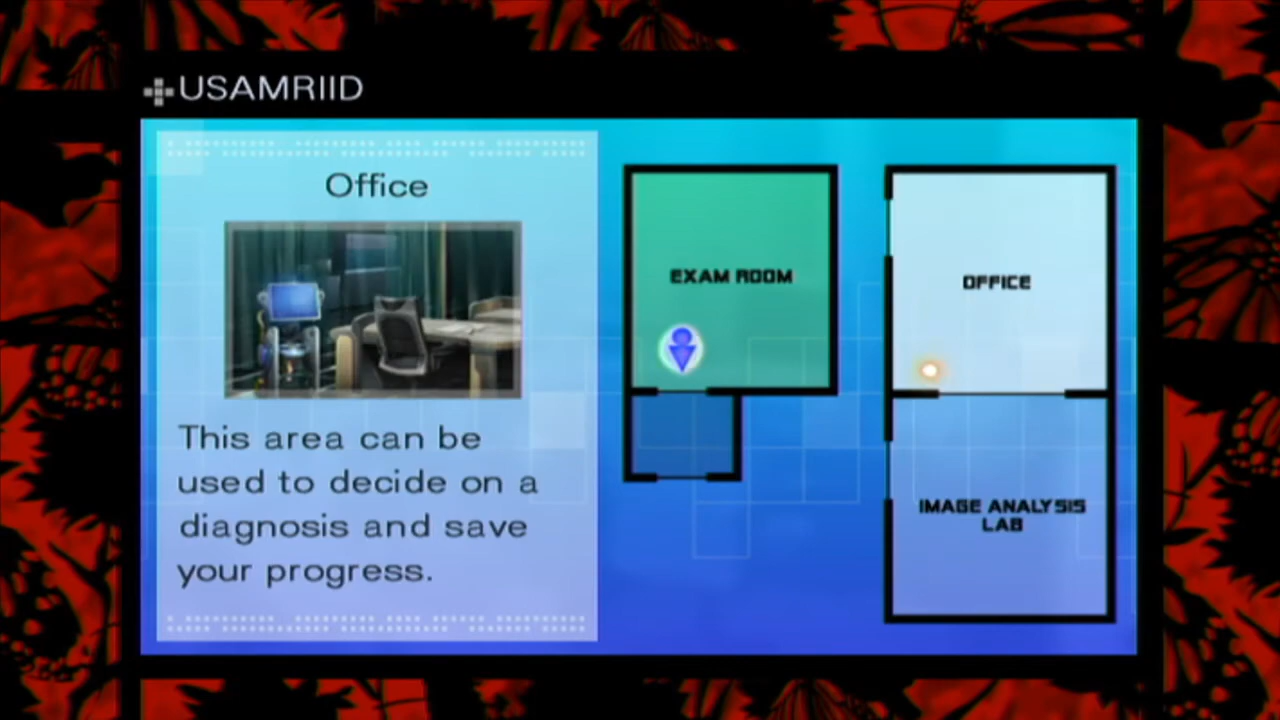 USAMRIID
Office
This area can be
used to decide on a
diagnosis and save
your progress.
EXAM ROOM
OFFICE
IMAGE ANALYSIS
LAB